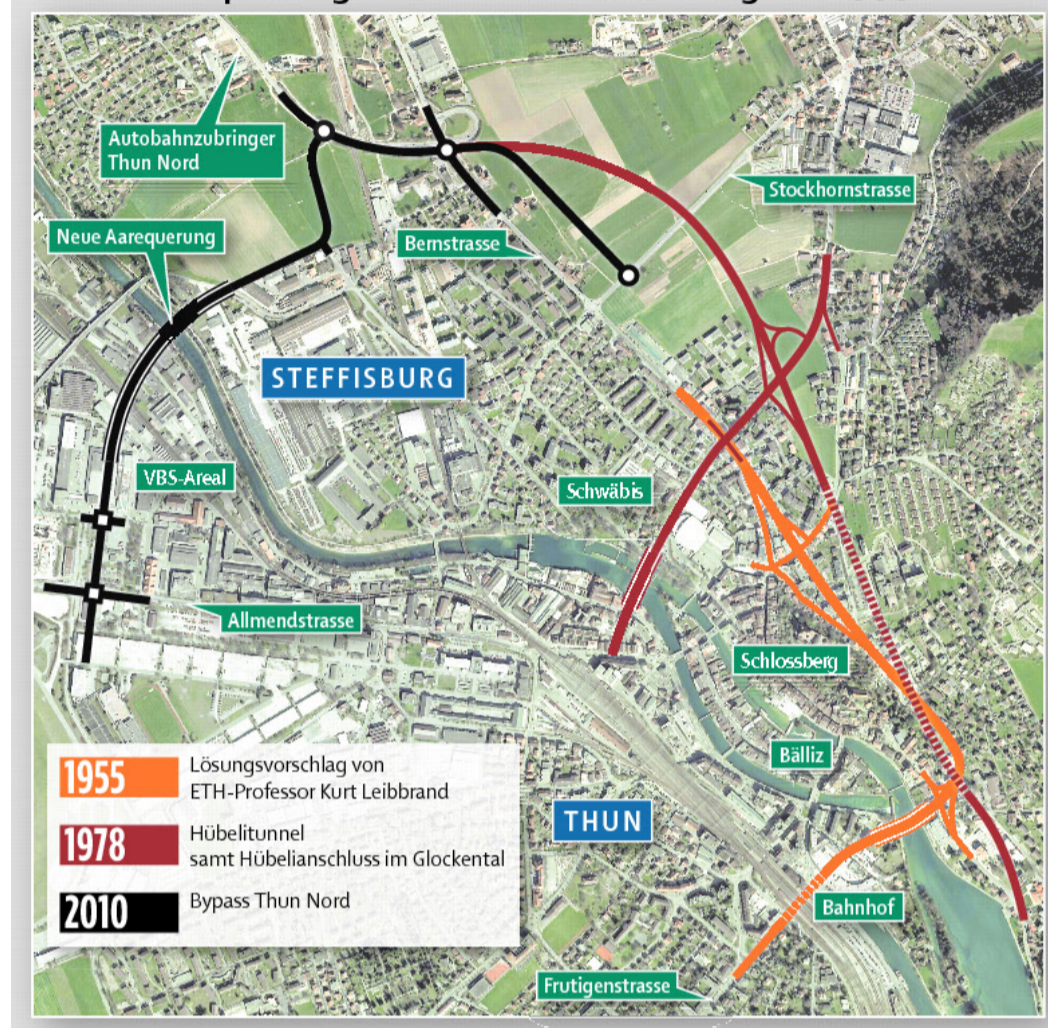 Autobahnzubringer
Thun Nord
Stockhornstrasse
Neue Aarequerung
Bernstrasse
STEFFISBURG
VBS-Areal
Schwäbis
Allmendstrasse
Schlossberg
Bälliz
1955
Lösungsvorschlag von
ETH-Professor Kurt Leibbrand
THUN
1978
Hübelitunnel
samt Hübelianschluss im Glockental
2010
Bypass Thun Nord
Bahnhof
Frutigenstrasse